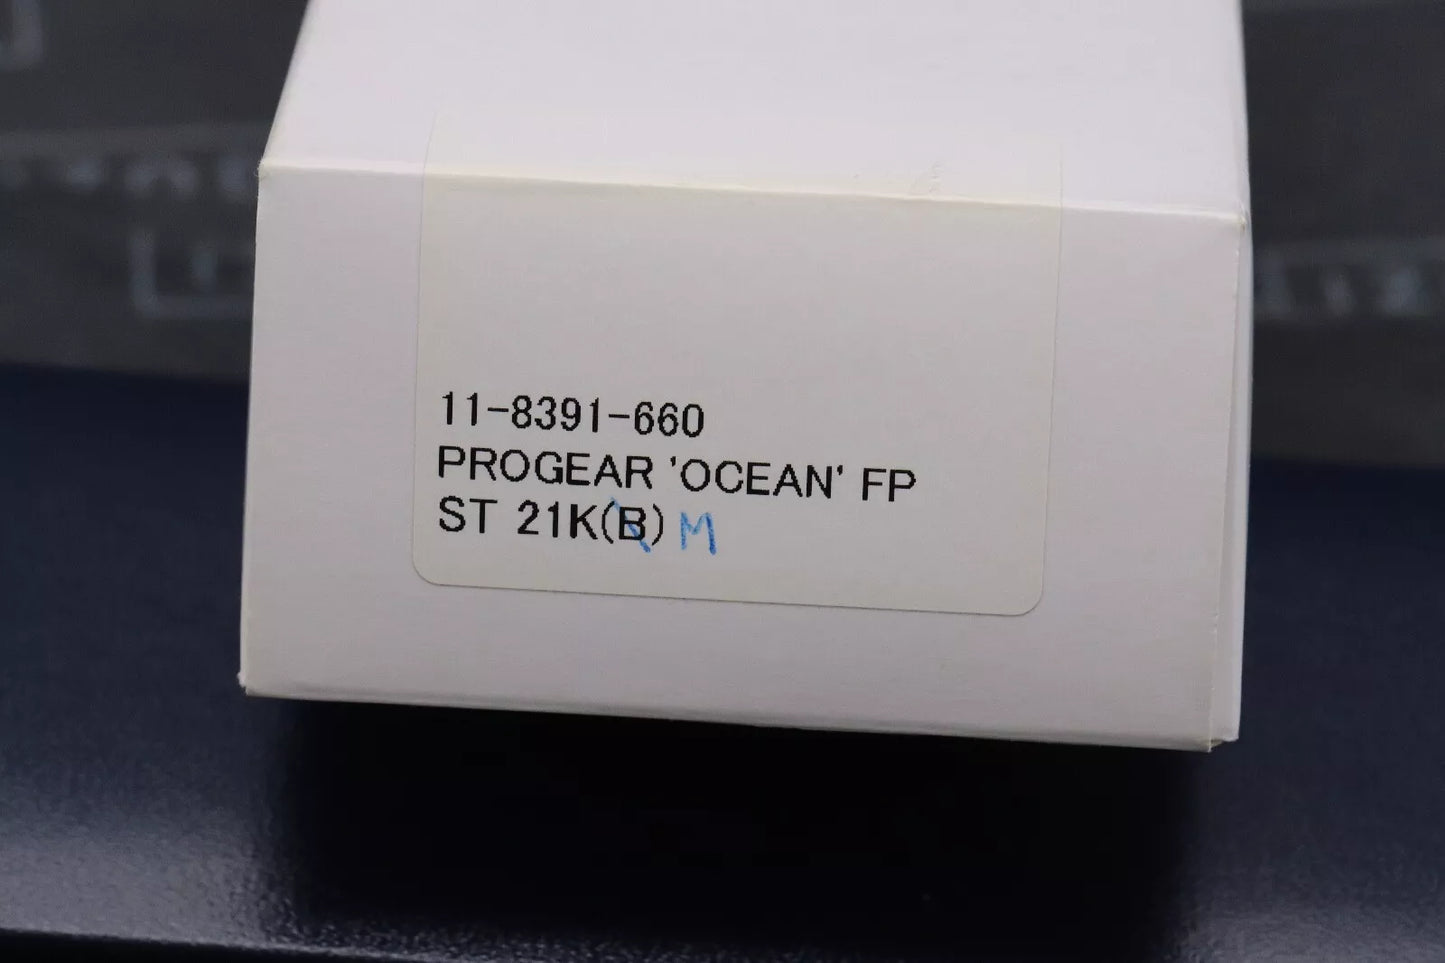 11-8391-660
PROGEAR 'OCEAN' FP
ST 21K(B) M